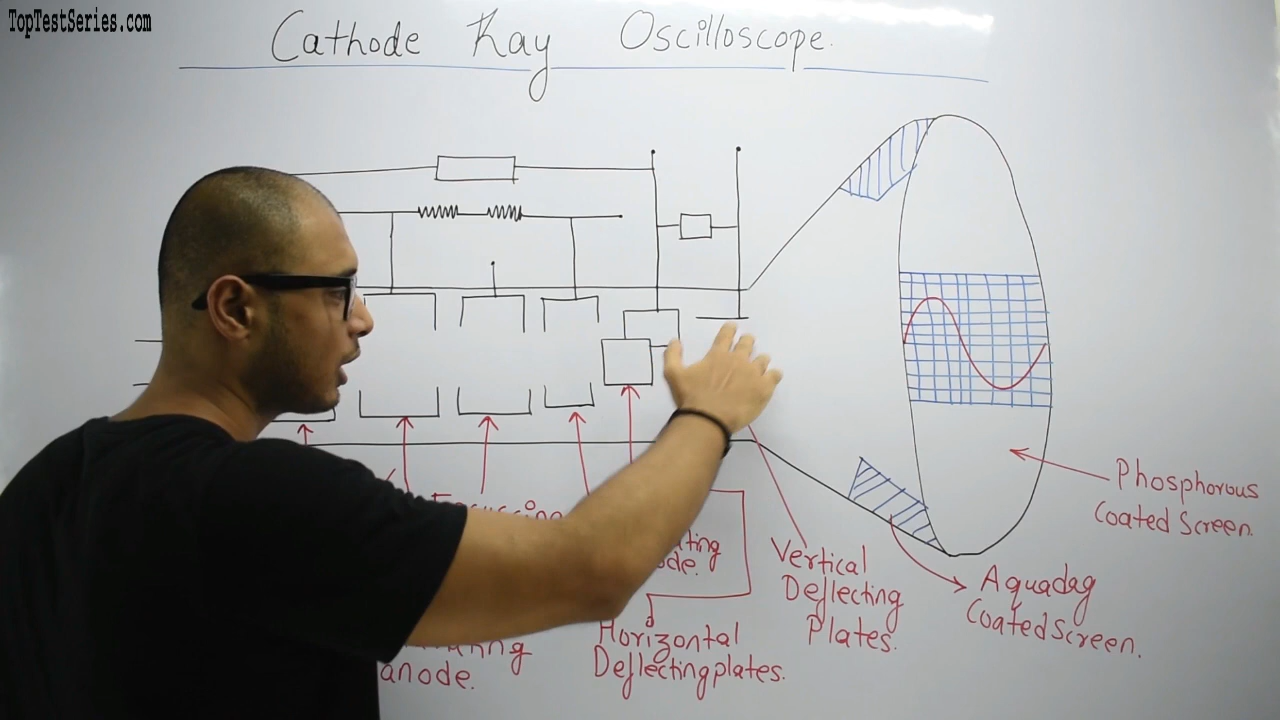 TopTestSeries.com
Cathode Ray Oscilloscope.
Phosphorous
Coated Screen.
Vertical
Deflecting
Plates.
Aquadag
Coated Screen.
Horizontal
Deflecting plates.
anode.